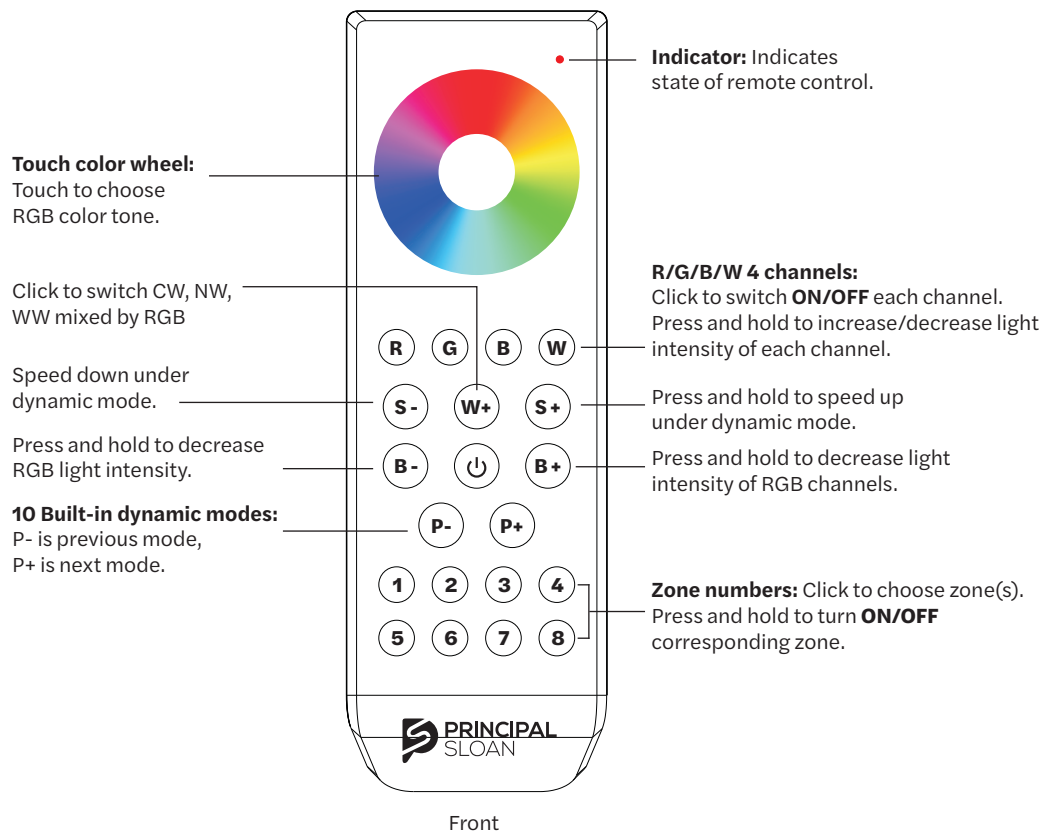 Indicator: Indicates
state of remote control.
Touch color wheel:
Touch to choose
RGB color tone.
Click to switch CW, NW,
WW mixed by RGB
R/G/B/W 4 channels:
Click to switch ON/OFF each channel.
Press and hold to increase/decrease light
intensity of each channel.
R G B W
Speed down under
dynamic mode.
S - W+ S +
Press and hold to speed up
under dynamic mode.
Press and hold to decrease
RGB light intensity.
B - B +
Press and hold to decrease light
intensity of RGB channels.
10 Built-in dynamic modes:
P- is previous mode,
P+ is next mode.
P- P+
1 2 3 4
5 6 7 8
Zone numbers: Click to choose zone(s).
Press and hold to turn ON/OFF
corresponding zone.
PRINCIPAL
SLOAN
Front